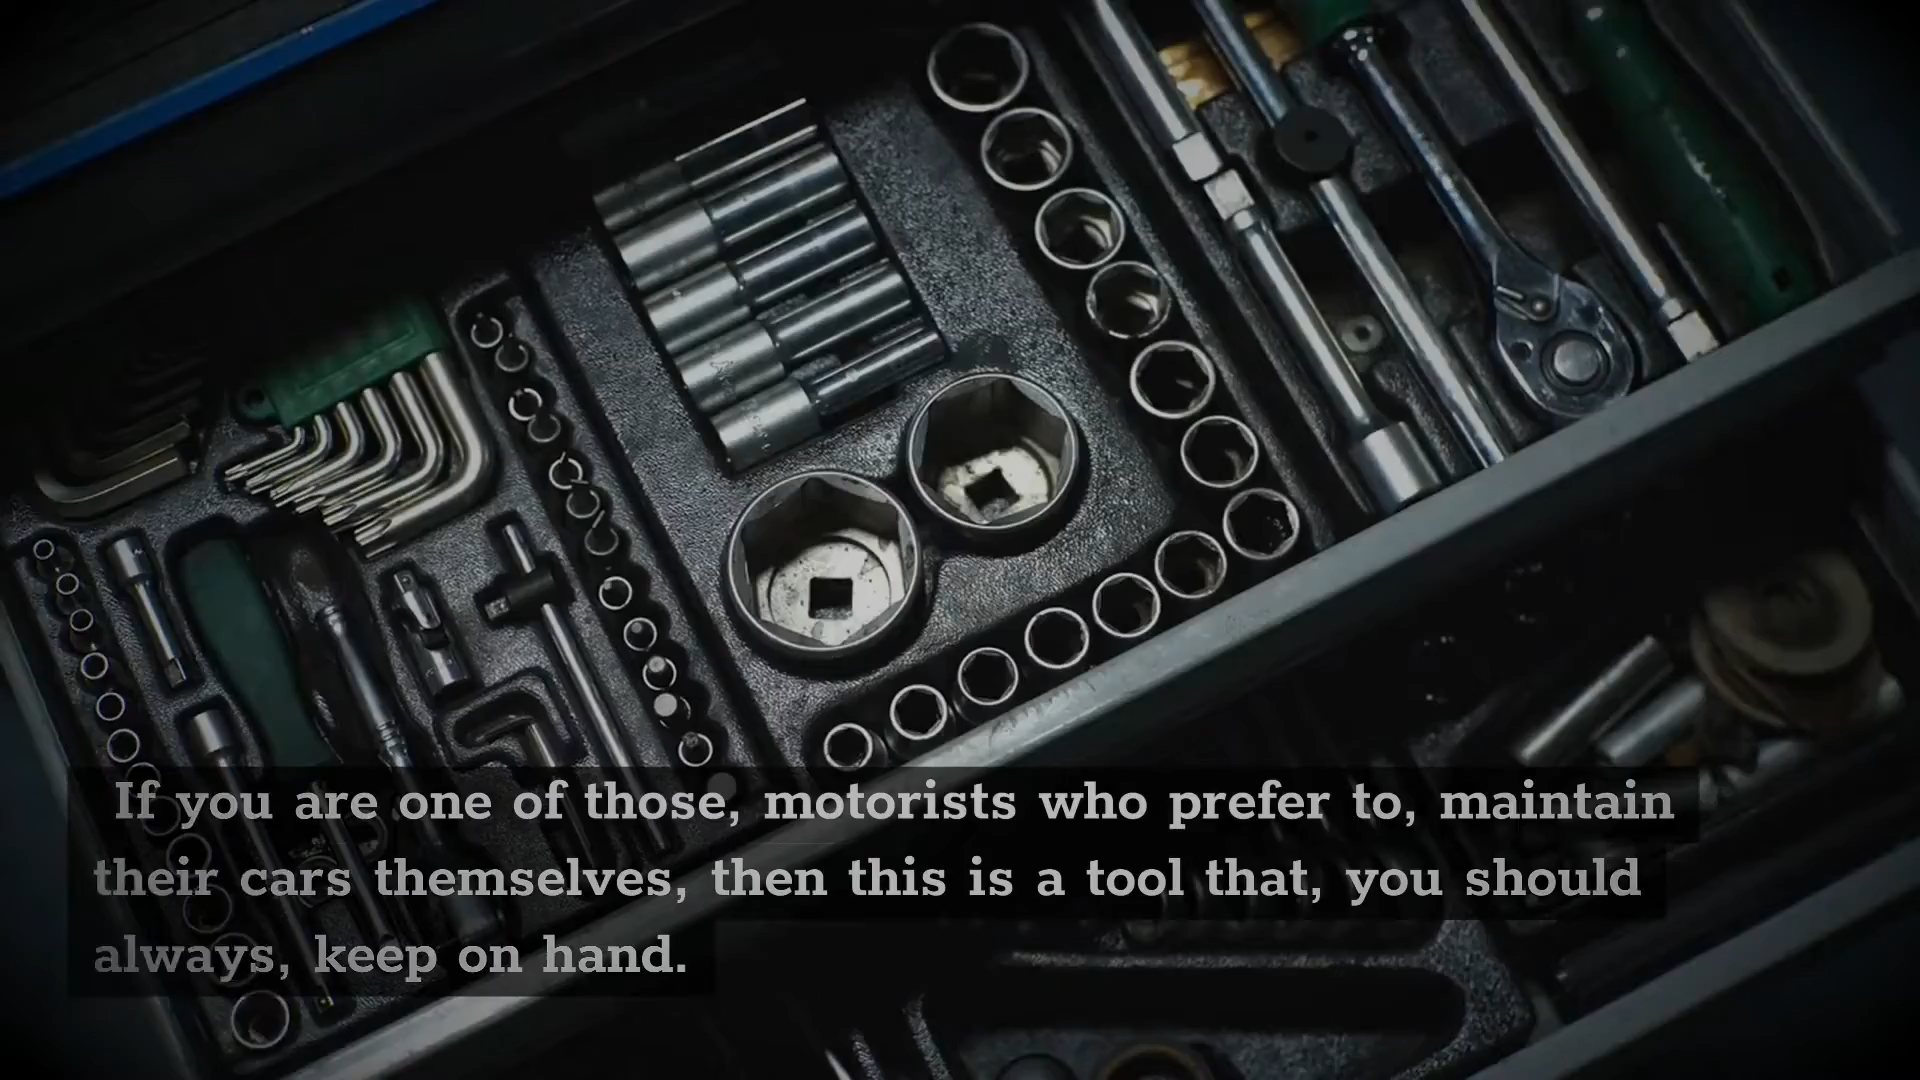 If you are one of those, motorists who prefer to, maintain
their cars themselves, then this is a tool that, you should
always, keep on hand.